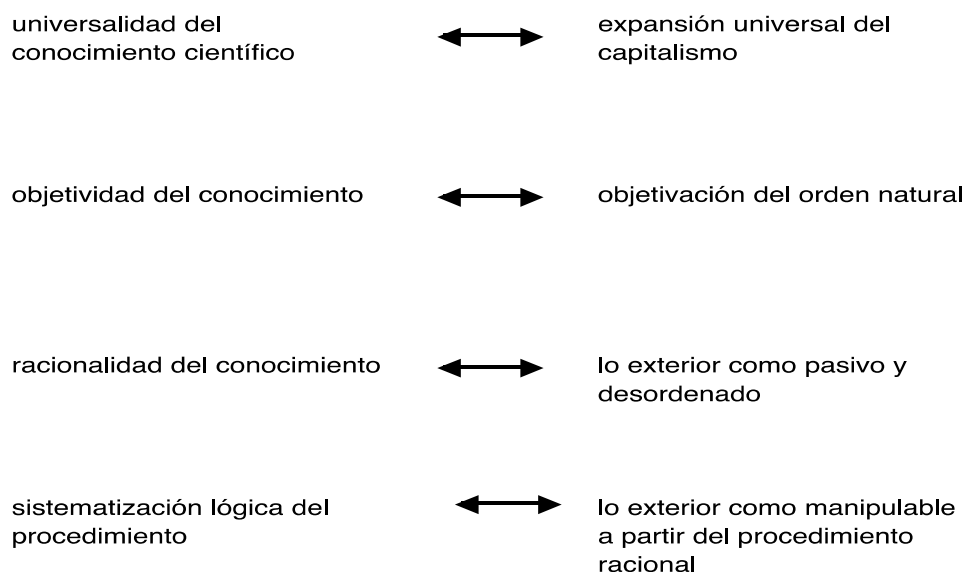 universalidad del
conocimiento científico
expansión universal del
capitalismo
objetividad del conocimiento
objetivación del orden natural
racionalidad del conocimiento
lo exterior como pasivo y
desordenado
sistematización lógica del
procedimiento
lo exterior como manipulable
a partir del procedimiento
racional